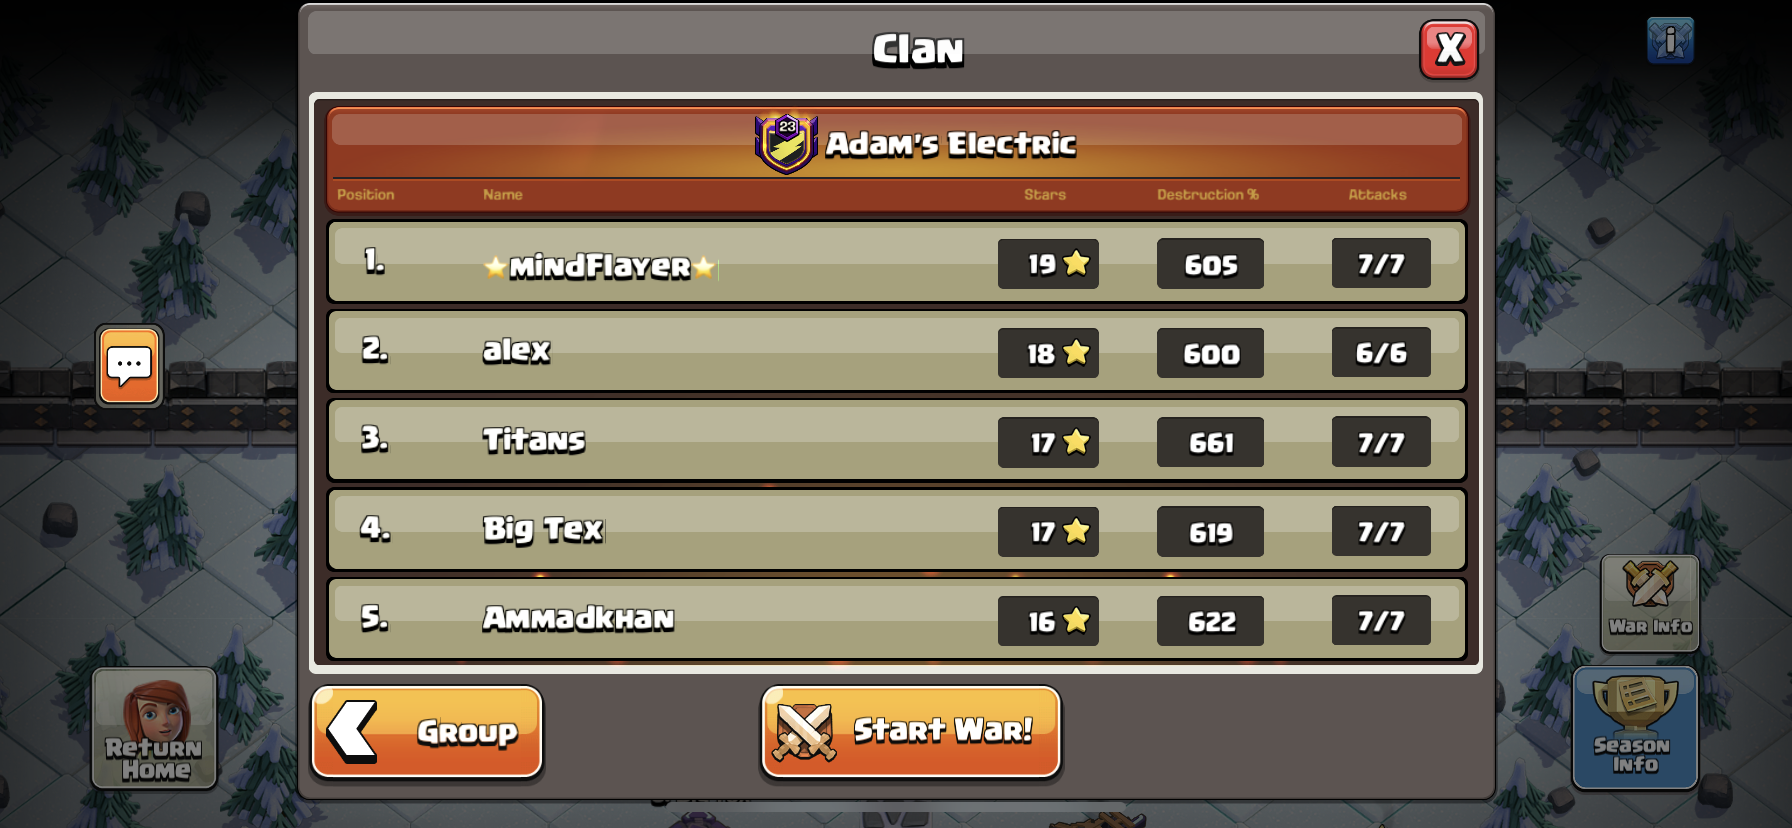 Clan
X
i
23
Adam's Electric
Position Name Stars Destruction % Attacks
1. ⭐MindFlayer⭐ 19 605 7/7
2. alex 18 600 6/6
3. Titans 17 661 7/7
4. Big Tex 17 619 7/7
5. Ammadkhan 16 622 7/7
War Info
Return
Home
Group
Start War!
Season
Info